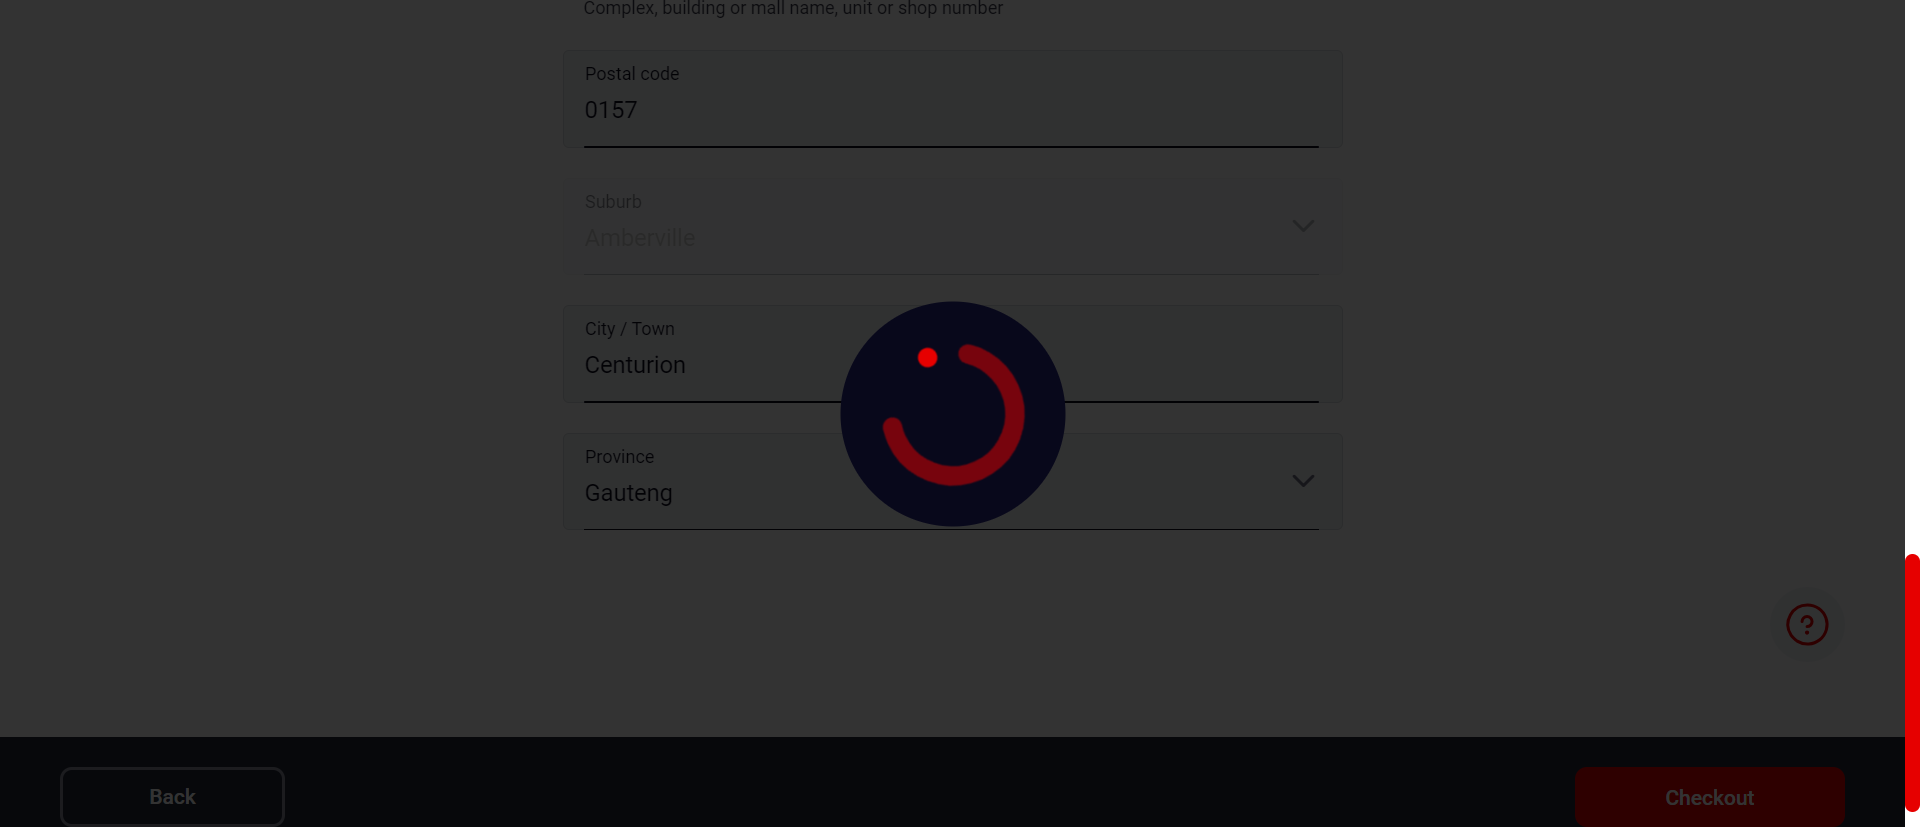 Complex, building or mall name, unit or shop number
Postal code
0157
Suburb
Amberville
City / Town
Centurion
Province
Gauteng
?
Back
Checkout